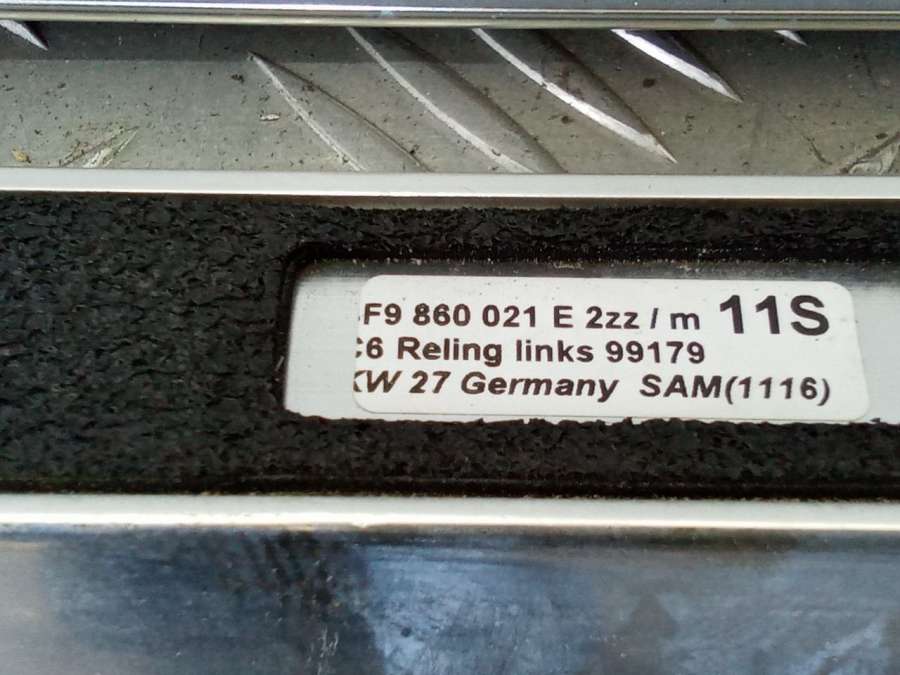 F9 860 021 E 2zz / m 11S
C6 Reling links 99179
KW 27 Germany SAM(1116)